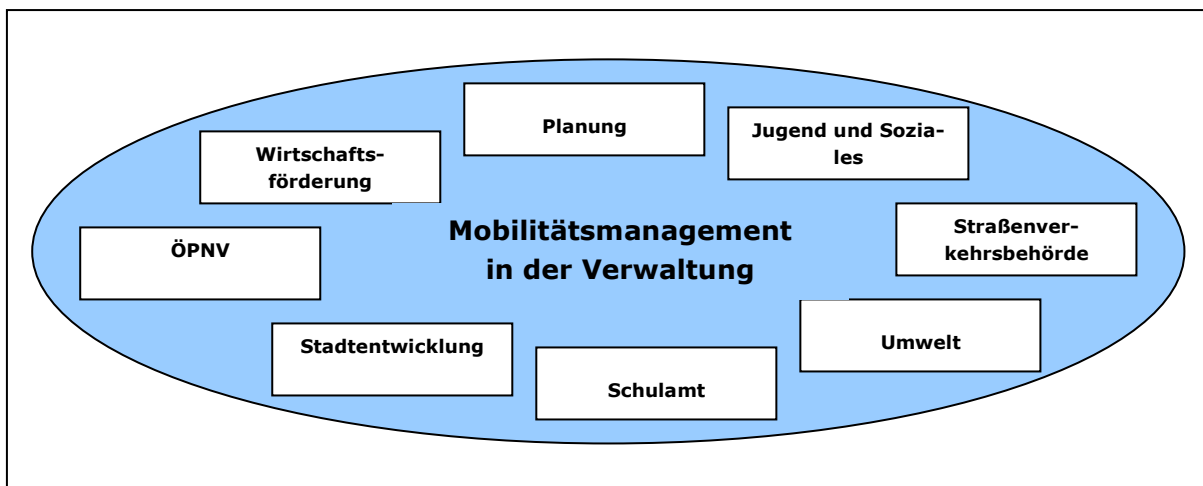 Planung
Jugend und Sozia-
les
Wirtschafts-
förderung
Mobilitätsmanagement
in der Verwaltung
Straßenver-
kehrsbehörde
ÖPNV
Stadtentwicklung
Umwelt
Schulamt